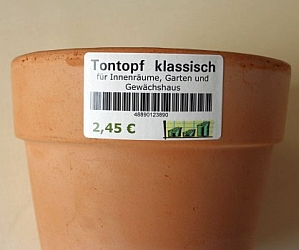 Tontopf klassisch
für Innenräume, Garten und
Gewächshaus
48890123890
2,45 €